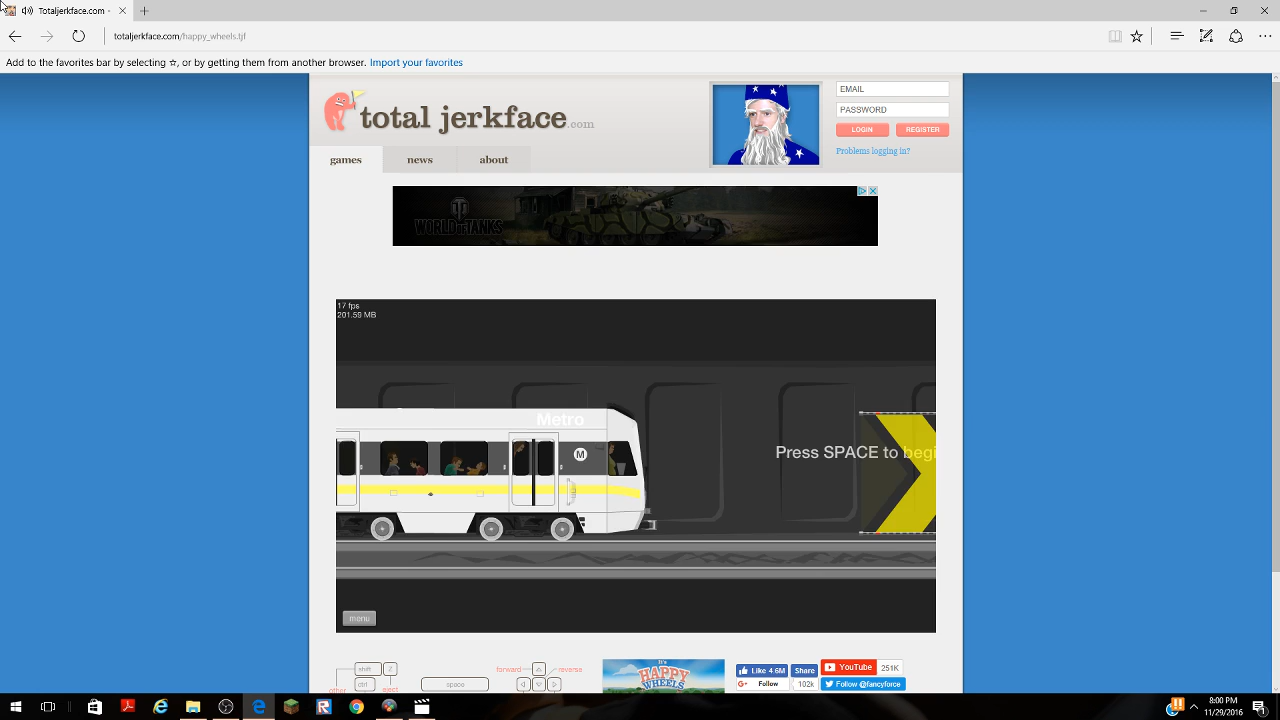 Totaljerkface.com -
totaljerkface.com/happy_wheels.tjf
Add to the favorites bar by selecting ☆, or by getting them from another browser. Import your favorites
total jerkface.com
EMAIL
PASSWORD
LOGIN REGISTER
Problems logging in?
games news about
WORLD OF TANKS
17 fps
201.59 MB
Metro
M
Press SPACE to begi
menu
shift Z
ctrl
other
eject
space
forward
reverse
It's
HAPPY
WHEELS
Like 4.6M Share
YouTube 251K
G+ Follow 102k
Follow @fancyforce
8:00 PM
11/29/2016